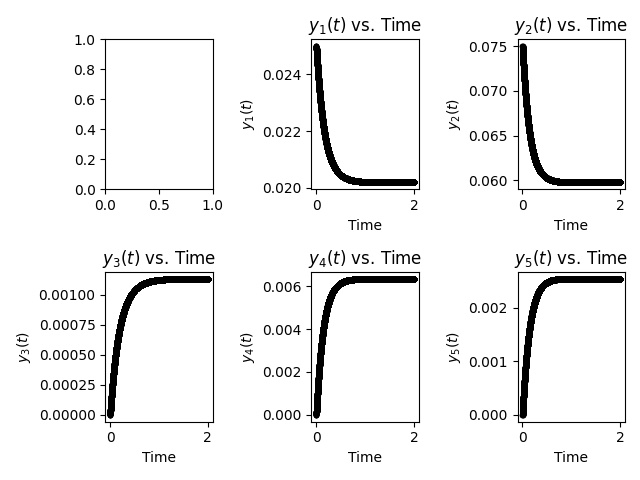 y₁(t) vs. Time
y₂(t) vs. Time
1.0
0.8
0.6
0.4
0.2
0.0
0.0 0.5 1.0
y₁(t)
0.024
0.022
0.020
0 2
Time
y₂(t)
0.075
0.070
0.065
0.060
0 2
Time
y₃(t) vs. Time
y₃(t)
0.00100
0.00075
0.00050
0.00025
0.00000
0 2
Time
y₄(t) vs. Time
y₄(t)
0.006
0.004
0.002
0.000
0 2
Time
y₅(t) vs. Time
y₅(t)
0.002
0.001
0.000
0 2
Time